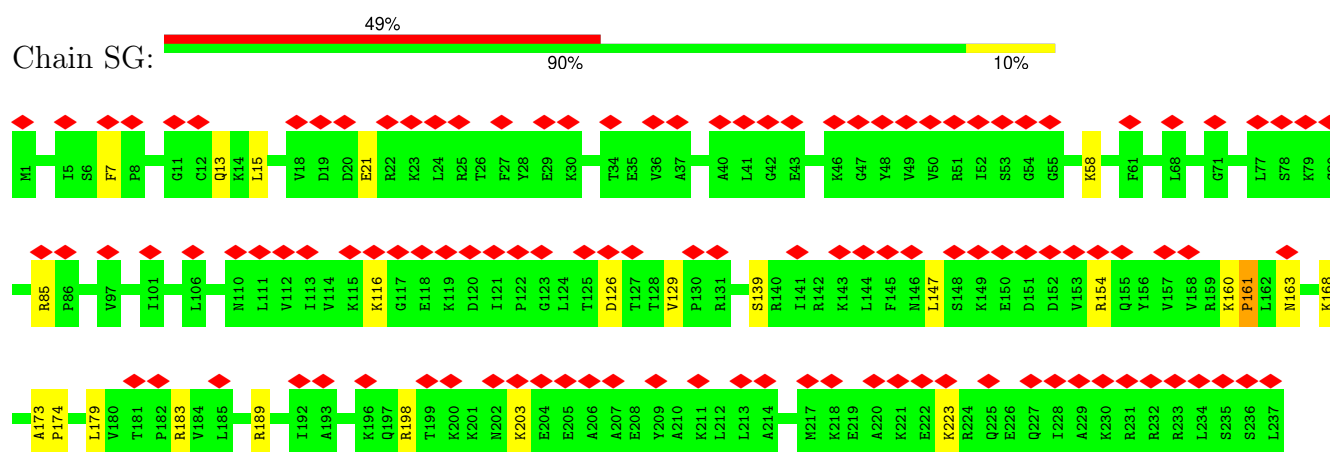 49%
Chain SG:
90% 10%
M1 I5 S6 F7 P8 G11 C12 Q13 K14 L15 V18 D19 D20 E21 R22 K23 L24 R25 T26 F27 Y28 E29 K30 T34 E35 V36 A37 A40 L41 G42 E43 K46 G47 Y48 V49 V50 R51 I52 S53 G54 G55 K58 F61 L68 G71 L77 S78 K79
R85 P86 V97 I101 L106 N110 L111 V112 I113 V114 K115 K116 G117 E118 K119 D120 I121 P122 G123 L124 T125 D126 T127 T128 V129 P130 R131 S139 R140 I141 R142 K143 L144 F145 N146 L147 S148 K149 E150 D151 D152 V153 R154 Q155 Y156 V157 V158 R159 K160 P161 L162 N163 K168
A173 P174 L179 V180 T181 P182 R183 V184 L185 R189 I192 A193 K196 Q197 R198 T199 K200 K201 N202 K203 E204 E205 A206 A207 E208 Y209 A210 K211 L212 L213 A214 M217 K218 E219 A220 K221 E222 K223 R224 Q225 E226 Q227 I228 A229 K230 R231 R232 R233 L234 S235 S236 L237